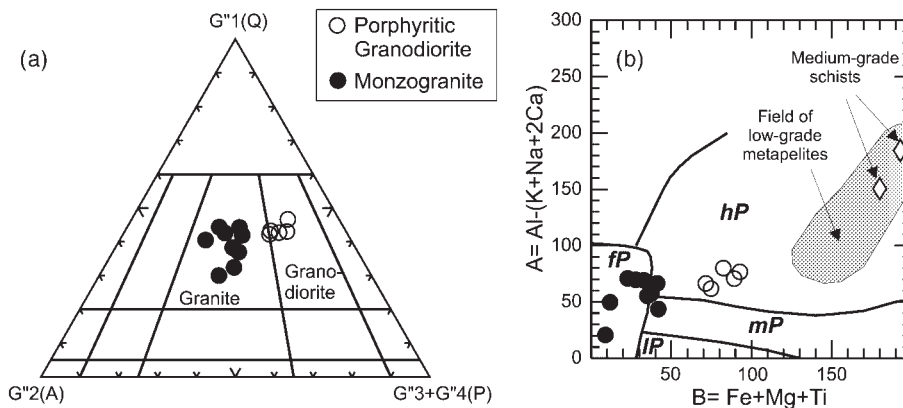 (a)
G"1(Q)
Porphyritic
Granodiorite
Monzogranite
Granite
Grano-
diorite
G"2(A)
G"3+G"4(P)
(b)
A= Al-(K+Na+2Ca)
300
250
200
150
100
50
0
Medium-grade
schists
Field of
low-grade
metapelites
hP
fP
mP
lP
50
100
150
B= Fe+Mg+Ti